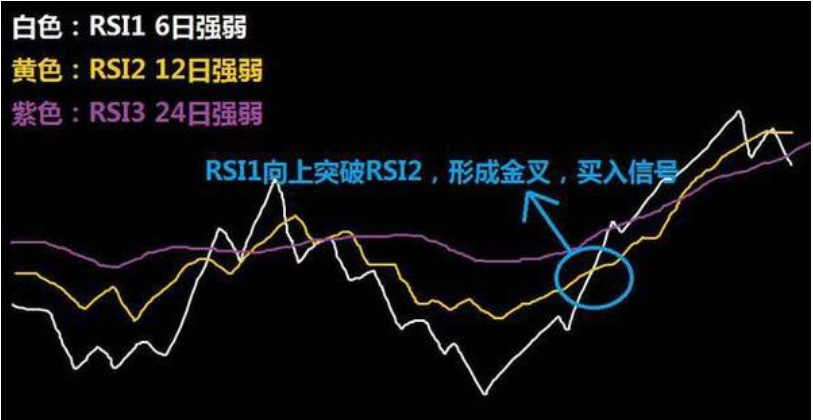 白色：RSI1 6日强弱
黄色：RSI2 12日强弱
紫色：RSI3 24日强弱
RSI1向上突破RSI2，形成金叉，买入信号